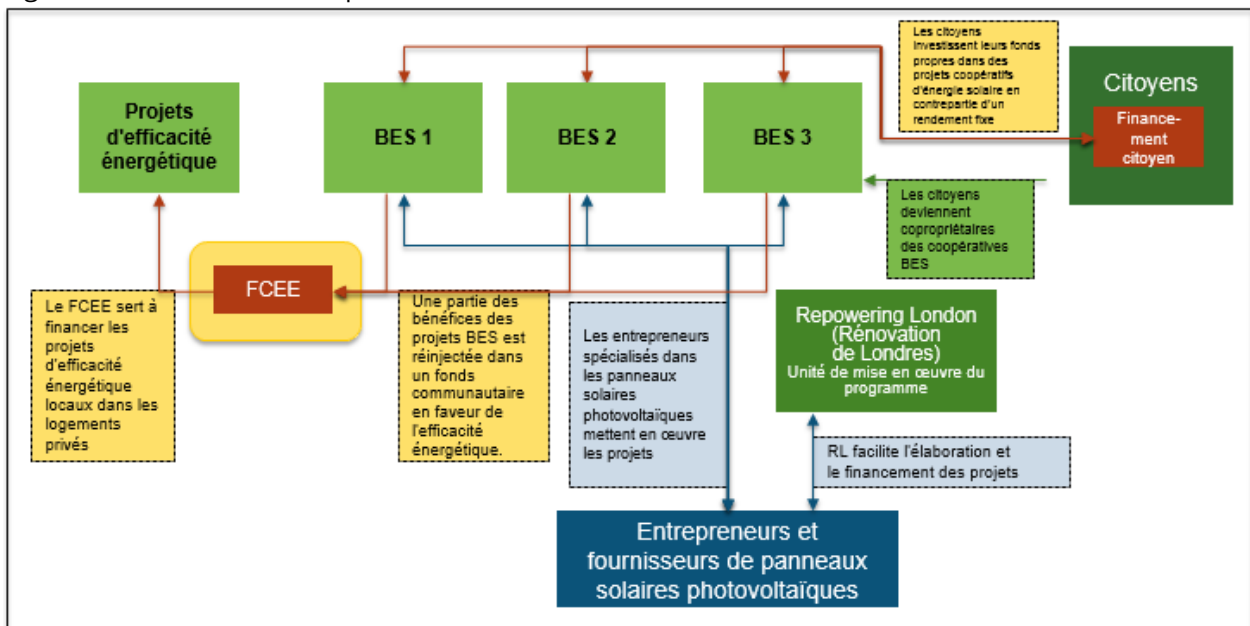 Les citoyens
investissent leurs fonds
propres dans des
projets coopératifs
d'énergie solaire en
contrepartie d'un
rendement fixe
Citoyens
Finance-
ment
citoyen
Projets
d'efficacité
énergétique
BES 1
BES 2
BES 3
Les citoyens
deviennent
copropriétaires
des coopératives
BES
FCEE
Le FCEE sert à
financer les
projets
d'efficacité
énergétique
locaux dans les
logements
privés
Une partie des
bénéfices des
projets BES est
réinjectée dans
un fonds
communautaire
en faveur de
l'efficacité
énergétique.
Les entrepreneurs
spécialisés dans
les panneaux
solaires
photovoltaïques
mettent en œuvre
les projets
Repowering London
(Rénovation
de Londres)
Unité de mise en œuvre du
programme
RL facilite l'élaboration et
le financement des projets
Entrepreneurs et
fournisseurs de panneaux
solaires photovoltaïques